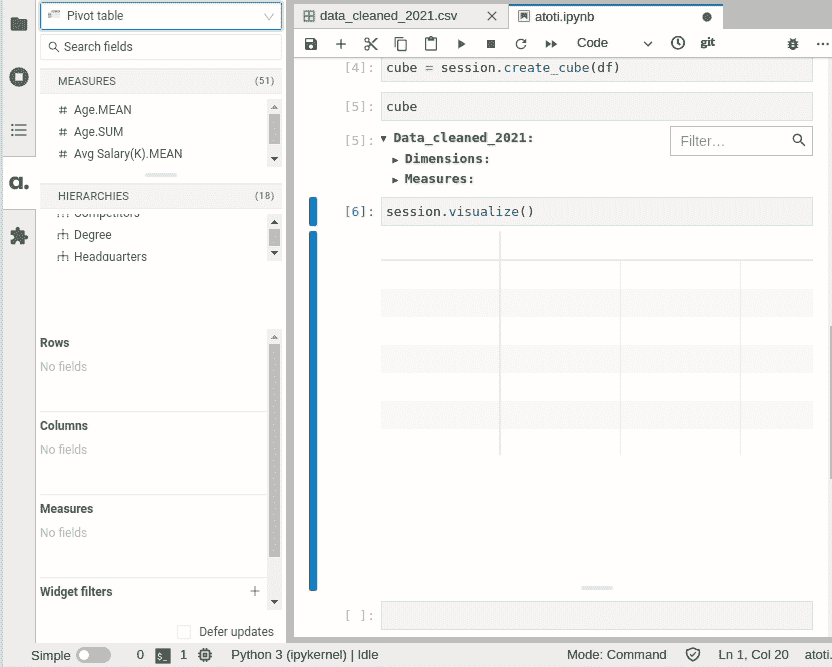 Pivot table
Search fields
MEASURES (51)
# Age.MEAN
# Age.SUM
# Avg Salary(K).MEAN
HIERARCHIES (18)
Competitors
Degree
Headquarters
Rows
No fields
Columns
No fields
Measures
No fields
Widget filters +
Defer updates
a.
data_cleaned_2021.csv
atoti.ipynb
Code
git
[4]: cube = session.create_cube(df)
[5]: cube
[5]: Data_cleaned_2021:
Filter…
Dimensions:
Measures:
[6]: session.visualize()
[ ]:
Simple 0 $_ 1 Python 3 (ipykernel) | Idle Mode: Command Ln 1, Col 20 atoti.